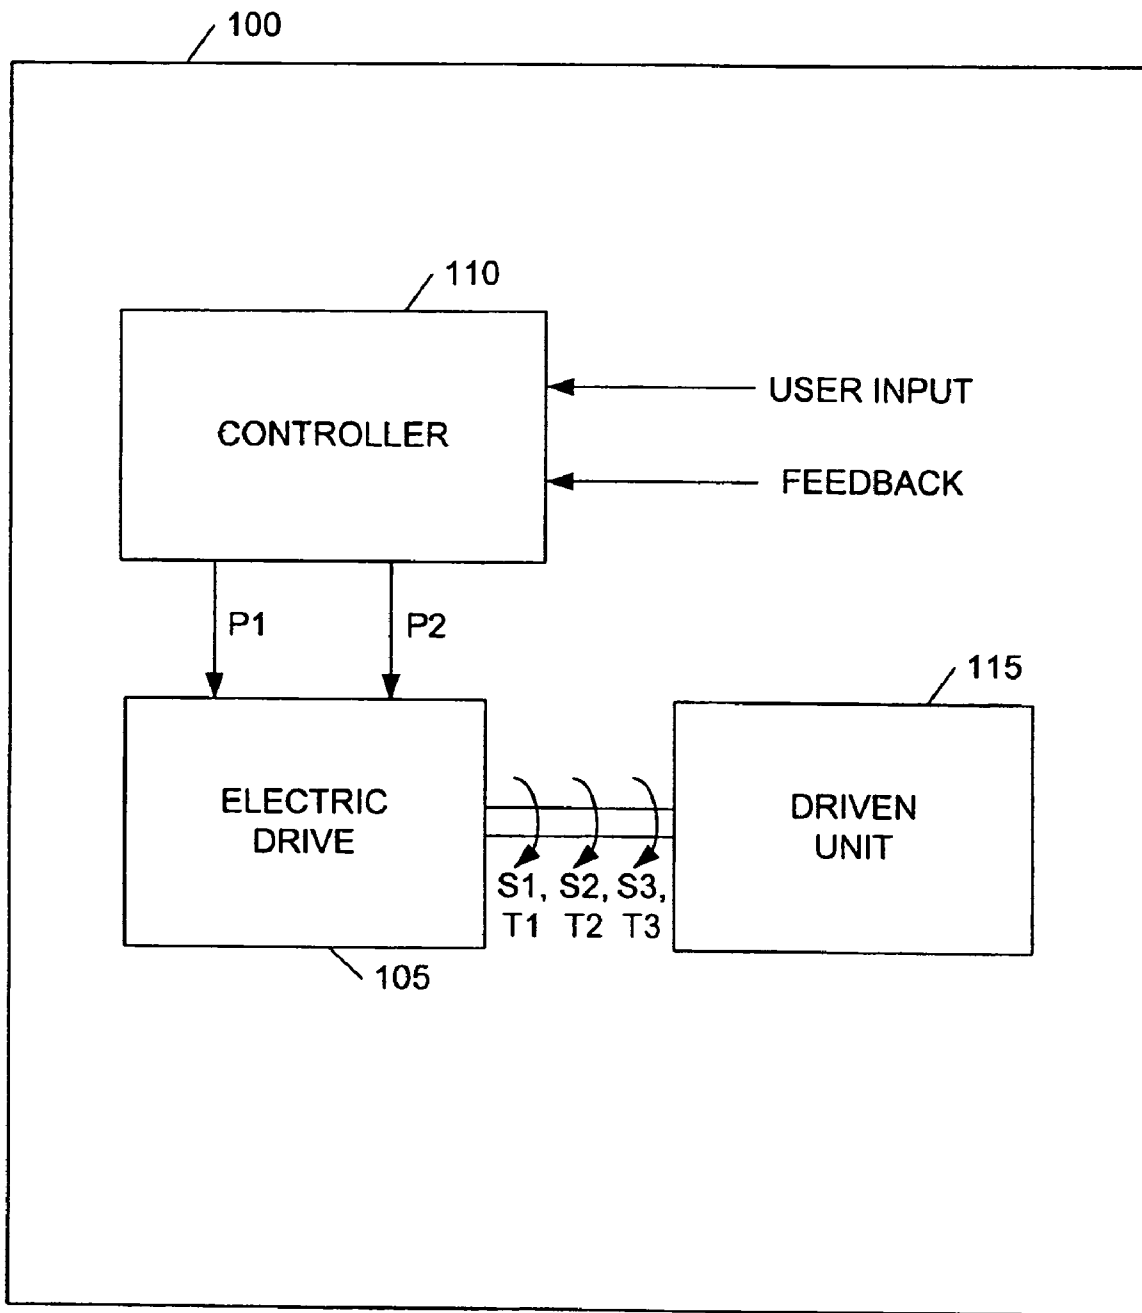 100
110
CONTROLLER
USER INPUT
FEEDBACK
P1
P2
115
ELECTRIC
DRIVE
DRIVEN
UNIT
S1, S2, S3,
T1 T2 T3
105